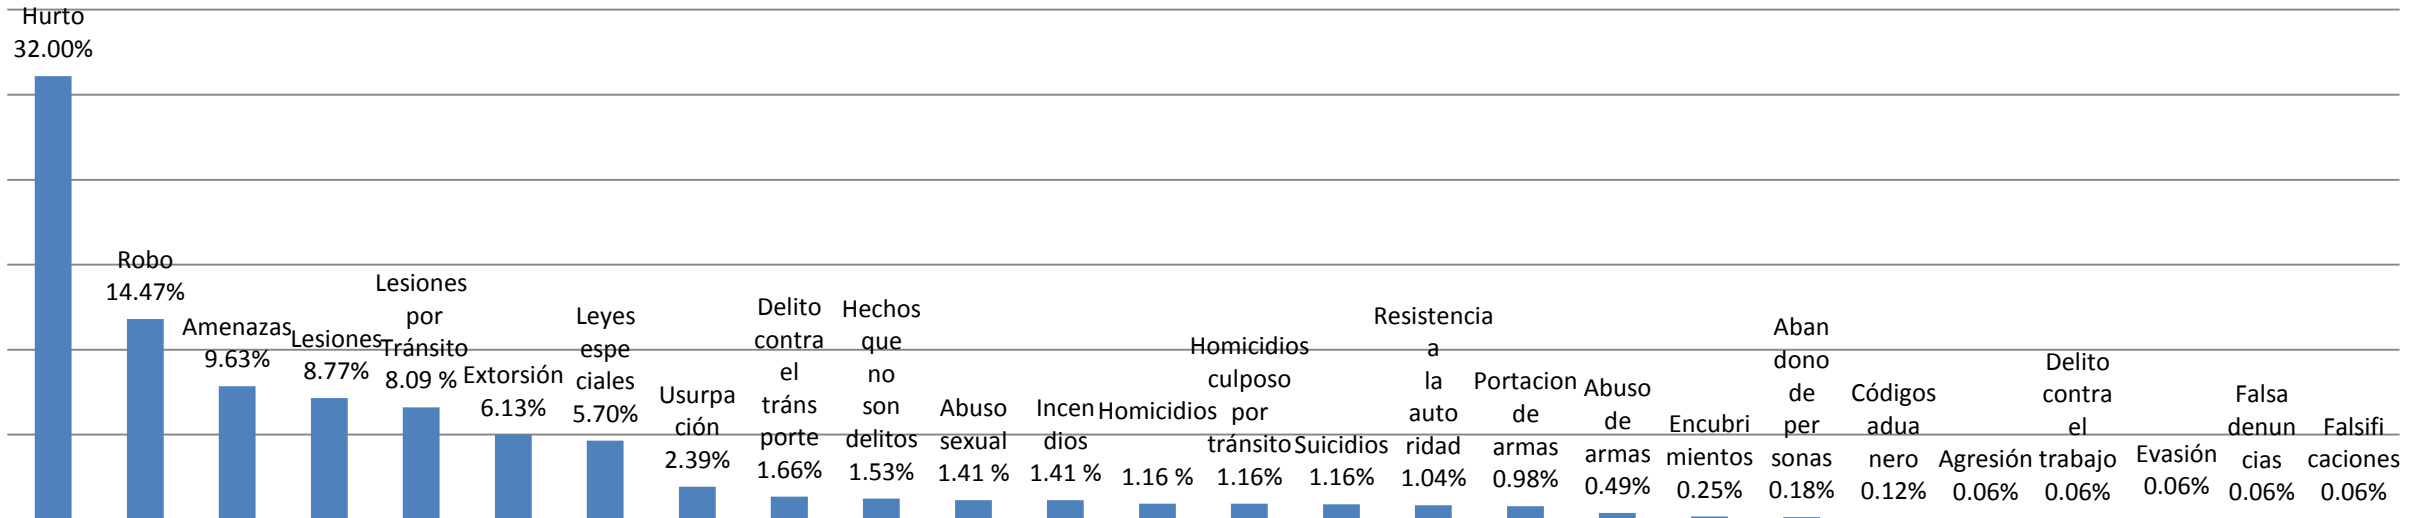 Hurto
32.00%
Robo
14.47%
Amenazas
9.63%
Lesiones
8.77%
Lesiones
por
Tránsito
8.09 %
Extorsión
6.13%
Leyes
espe
ciales
5.70%
Usurpa
ción
2.39%
Delito
contra
el
tráns
porte
1.66%
Hechos
que
no
son
delitos
1.53%
Abuso
sexual
1.41 %
Incen
dios
1.41 %
Homicidios
1.16 %
Homicidios
culposo
por
tránsito
1.16%
Suicidios
1.16%
Resistencia
a
la
auto
ridad
1.04%
Portacion
de
armas
0.98%
Abuso
de
armas
0.49%
Encubri
mientos
0.25%
Aban
dono
de
per
sonas
0.18%
Códigos
adua
nero
0.12%
Agresión
0.06%
Delito
contra
el
trabajo
0.06%
Evasión
0.06%
Falsa
denun
cias
0.06%
Falsifi
caciones
0.06%